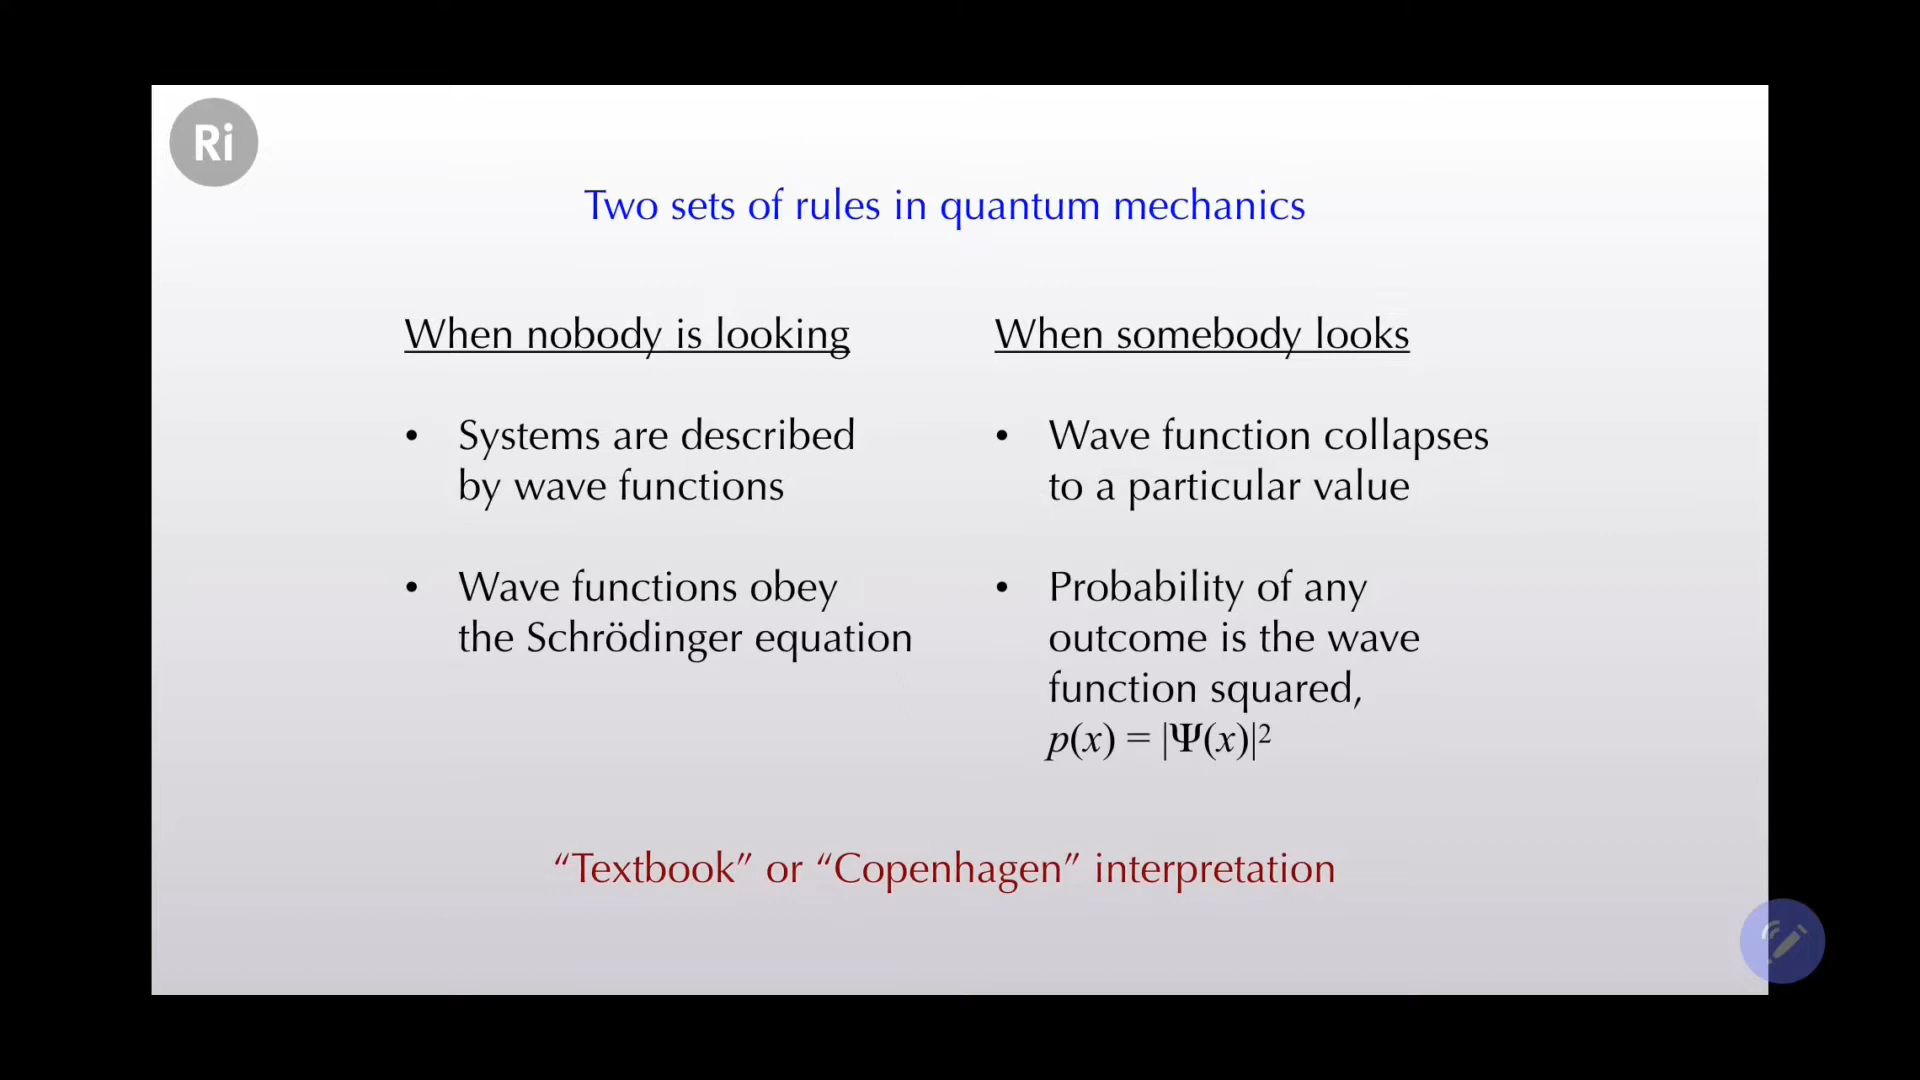 Ri
Two sets of rules in quantum mechanics
When nobody is looking
• Systems are described
by wave functions
• Wave functions obey
the Schrödinger equation
When somebody looks
• Wave function collapses
to a particular value
• Probability of any
outcome is the wave
function squared,
p(x) = |Ψ(x)|²
“Textbook” or “Copenhagen” interpretation